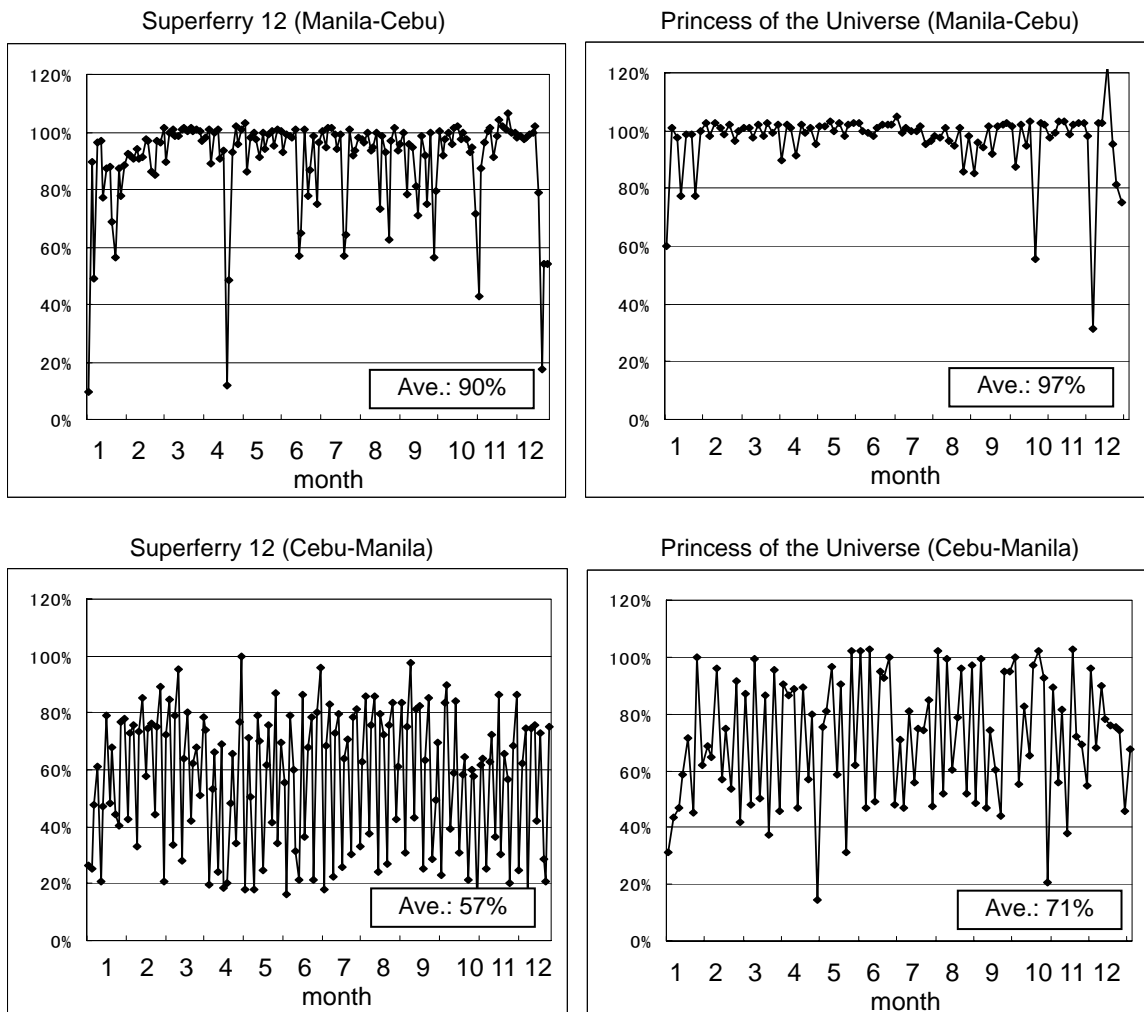 Superferry 12 (Manila-Cebu)
120%
100%
80%
60%
40%
20%
0%
Ave.: 90%
1 2 3 4 5 6 7 8 9 10 11 12
month
Princess of the Universe (Manila-Cebu)
120%
100%
80%
60%
40%
20%
0%
Ave.: 97%
1 2 3 4 5 6 7 8 9 10 11 12
month
Superferry 12 (Cebu-Manila)
120%
100%
80%
60%
40%
20%
0%
Ave.: 57%
1 2 3 4 5 6 7 8 9 10 11 12
month
Princess of the Universe (Cebu-Manila)
120%
100%
80%
60%
40%
20%
0%
Ave.: 71%
1 2 3 4 5 6 7 8 9 10 11 12
month